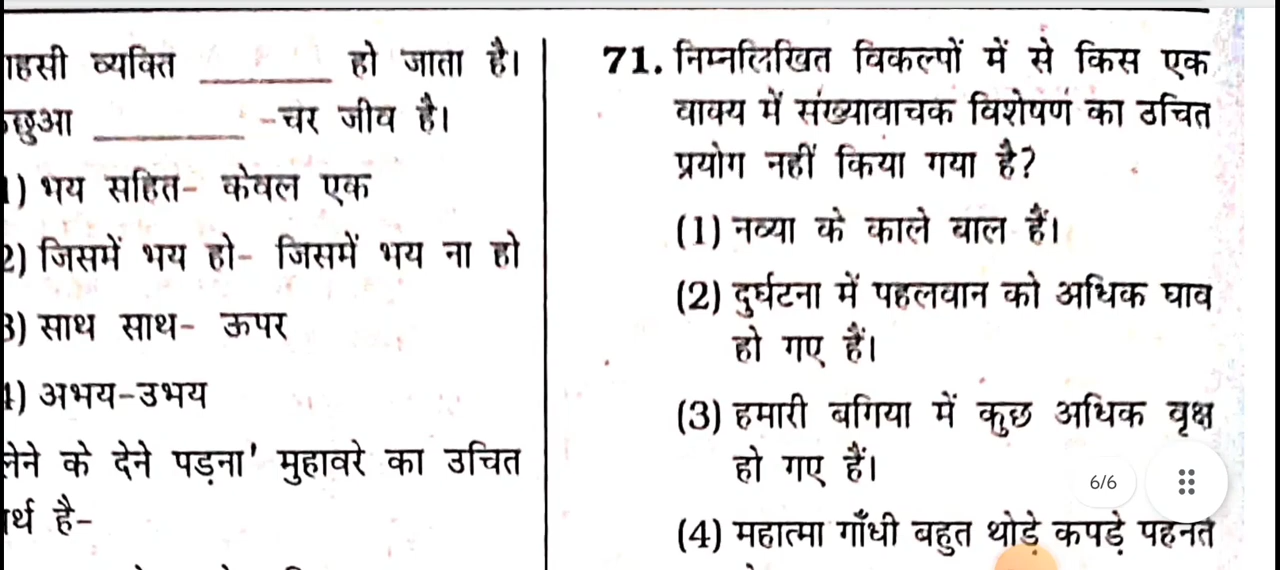 हसी व्यक्ति ________ हो जाता है।
छुआ ________ -चर जीव है।
) भय सहित- केवल एक
2) जिसमें भय हो- जिसमें भय ना हो
3) साथ साथ- ऊपर
) अभय-उभय
लेने के देने पड़ना' मुहावरे का उचित
र्थ है-
71. निम्नलिखित विकल्पों में से किस एक
वाक्य में संख्यावाचक विशेषण का उचित
प्रयोग नहीं किया गया है?
(1) नव्या के काले बाल हैं।
(2) दुर्घटना में पहलवान को अधिक घाव
हो गए हैं।
(3) हमारी बगिया में कुछ अधिक वृक्ष
हो गए हैं।
6/6
(4) महात्मा गाँधी बहुत थोड़े कपड़े पहनते